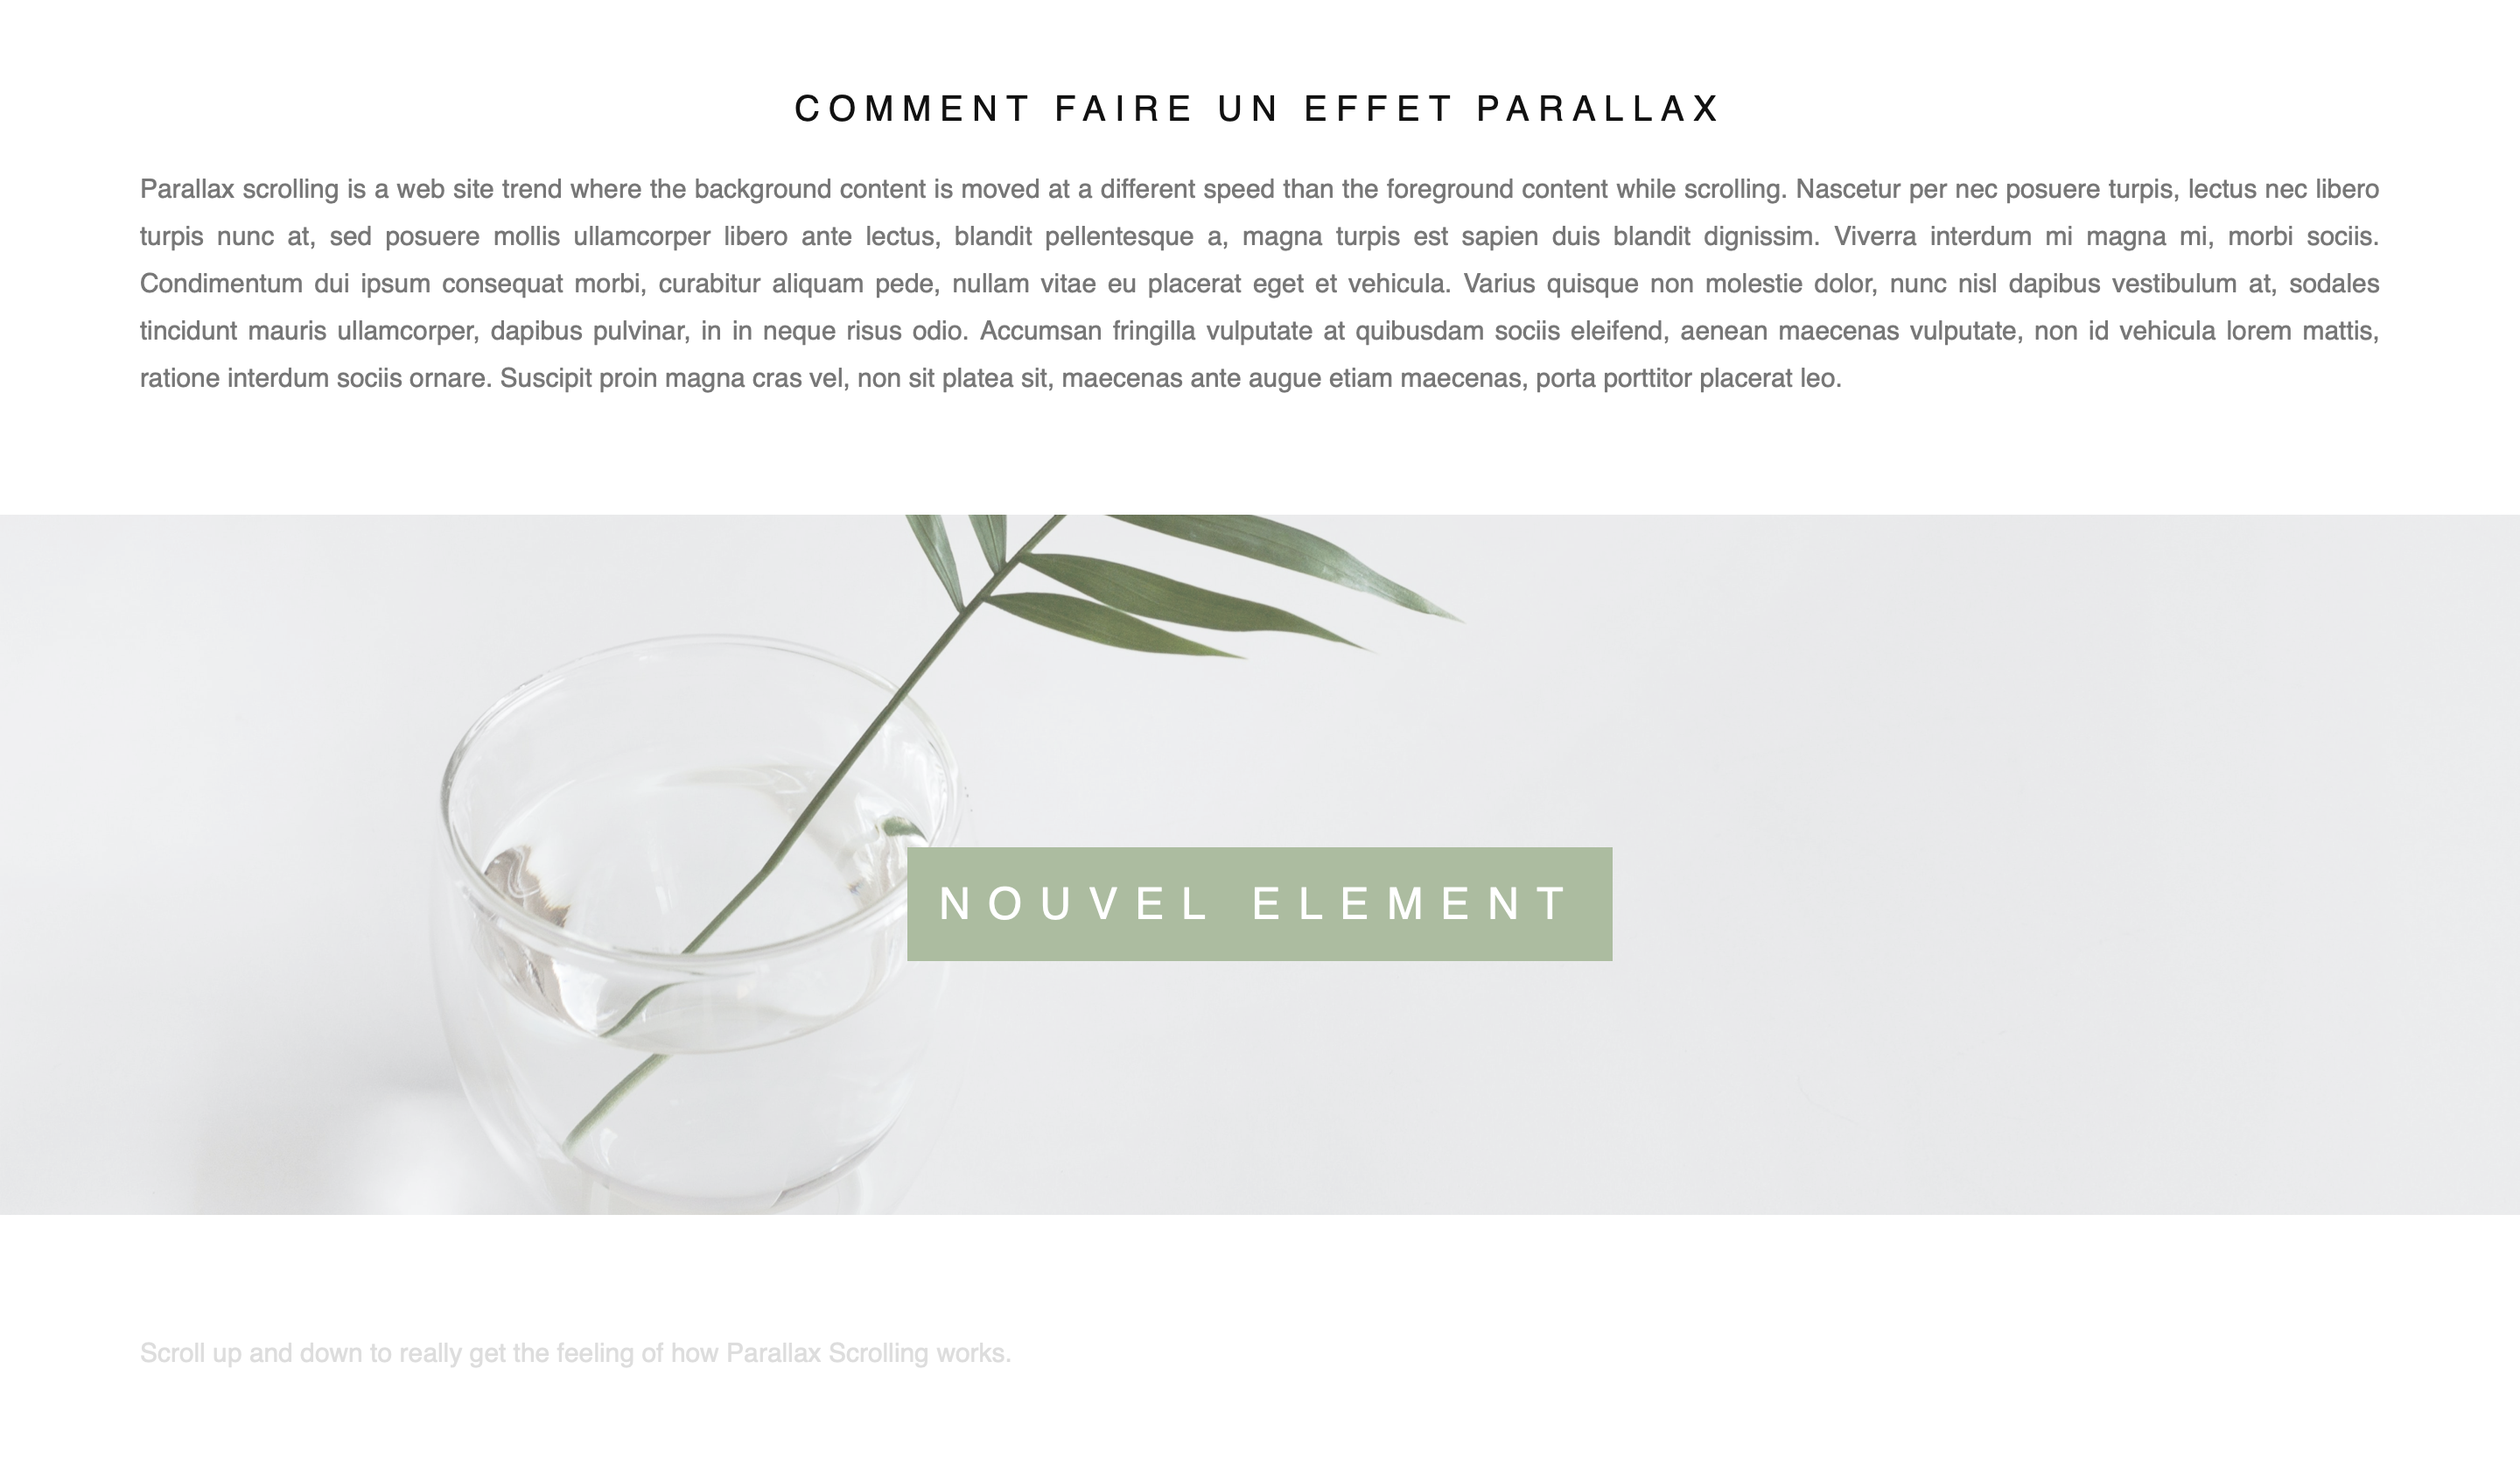 COMMENT FAIRE UN EFFET PARALLAX
Parallax scrolling is a web site trend where the background content is moved at a different speed than the foreground content while scrolling. Nascetur per nec posuere turpis, lectus nec libero
turpis nunc at, sed posuere mollis ullamcorper libero ante lectus, blandit pellentesque a, magna turpis est sapien duis blandit dignissim. Viverra interdum mi magna mi, morbi sociis.
Condimentum dui ipsum consequat morbi, curabitur aliquam pede, nullam vitae eu placerat eget et vehicula. Varius quisque non molestie dolor, nunc nisl dapibus vestibulum at, sodales
tincidunt mauris ullamcorper, dapibus pulvinar, in in neque risus odio. Accumsan fringilla vulputate at quibusdam sociis eleifend, aenean maecenas vulputate, non id vehicula lorem mattis,
ratione interdum sociis ornare. Suscipit proin magna cras vel, non sit platea sit, maecenas ante augue etiam maecenas, porta porttitor placerat leo.
NOUVEL ELEMENT
Scroll up and down to really get the feeling of how Parallax Scrolling works.